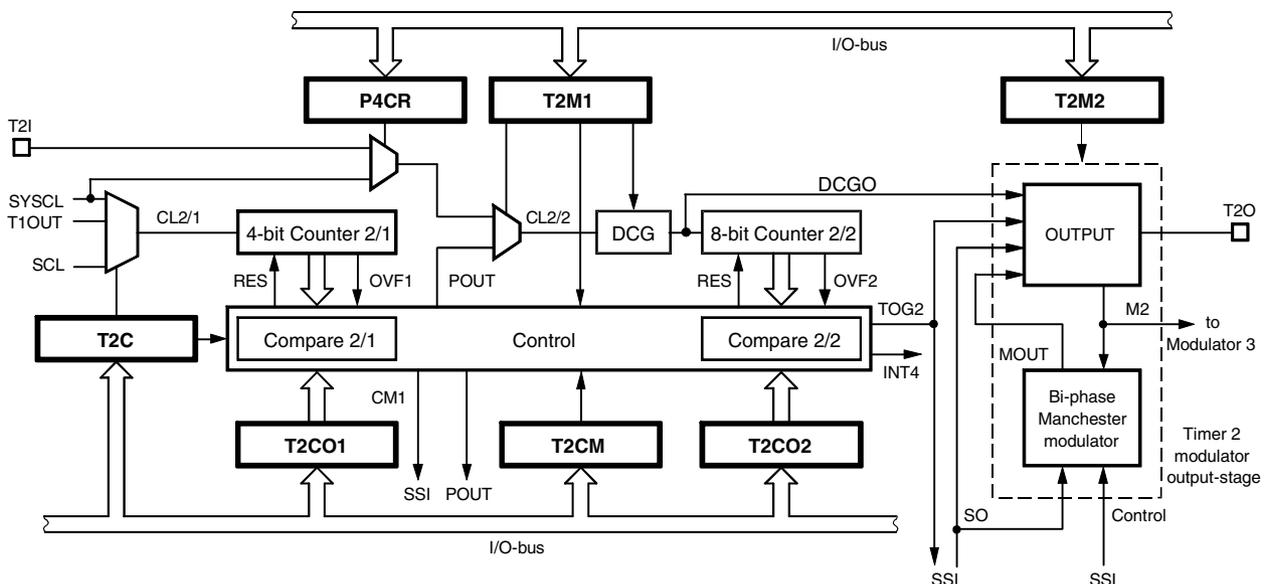 I/O-bus
P4CR
T2M1
T2M2
T2I
SYSCL
T1OUT
SCL
CL2/1
4-bit Counter 2/1
CL2/2
DCG
DCGO
8-bit Counter 2/2
OUTPUT
T2O
RES
OVF1
POUT
RES
OVF2
TOG2
T2C
Compare 2/1
Control
Compare 2/2
INT4
M2
to
Modulator 3
MOUT
Bi-phase
Manchester
modulator
CM1
T2CO1
T2CM
T2CO2
Timer 2
modulator
output-stage
SSI
POUT
SO
Control
I/O-bus
SSI
SSI